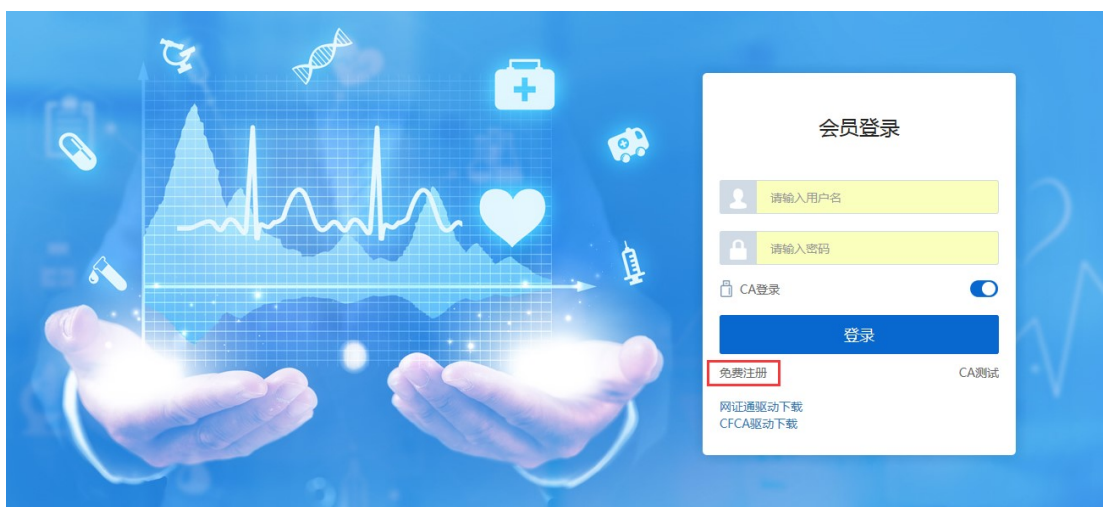 会员登录
请输入用户名
请输入密码
CA登录
登录
免费注册 CA测试
网证通驱动下载
CFCA驱动下载